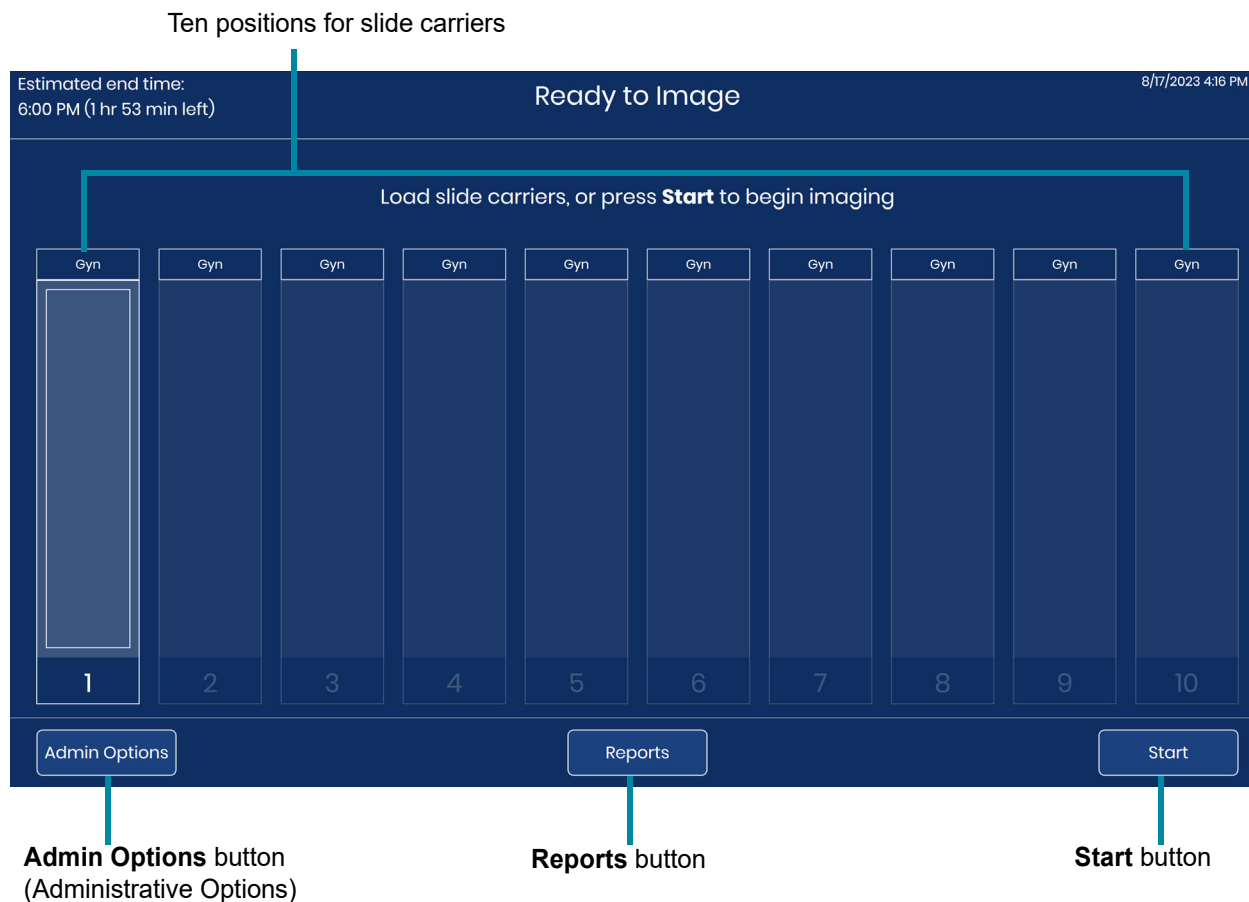 Ten positions for slide carriers
Estimated end time:
6:00 PM (1 hr 53 min left)
Ready to Image
8/17/2023 4:16 PM
Load slide carriers, or press Start to begin imaging
Gyn Gyn Gyn Gyn Gyn Gyn Gyn Gyn Gyn Gyn
1 2 3 4 5 6 7 8 9 10
Admin Options
Reports
Start
Admin Options button
(Administrative Options)
Reports button
Start button